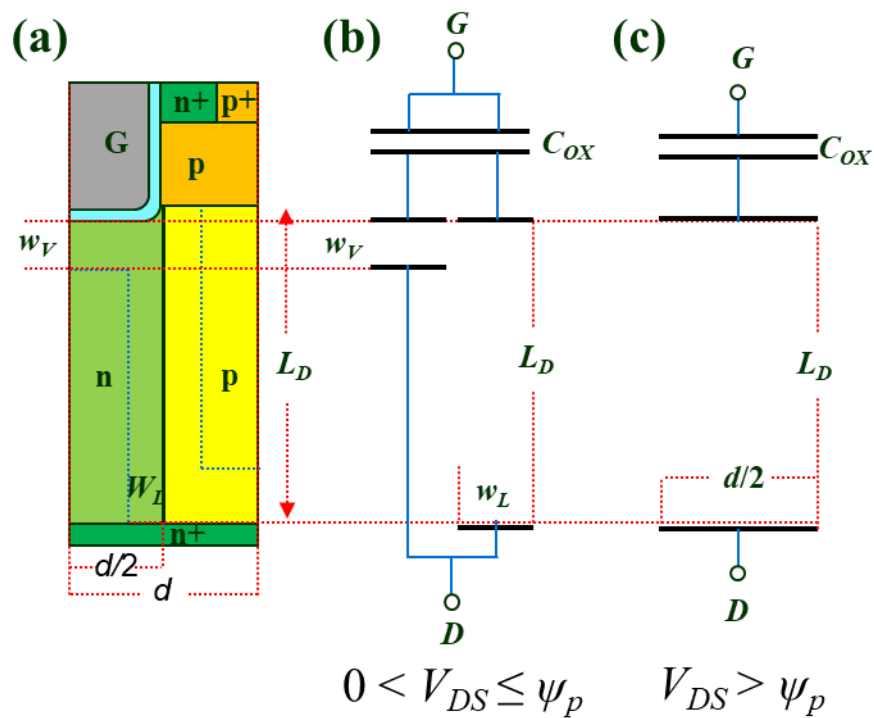 (a)
(b)
(c)
G
G
n+
p+
G
p
C_OX
C_OX
w_V
w_V
n
p
L_D
L_D
L_D
W_L
w_L
d/2
n+
d/2
d
D
D
0 < V_DS ≤ ψ_p
V_DS > ψ_p